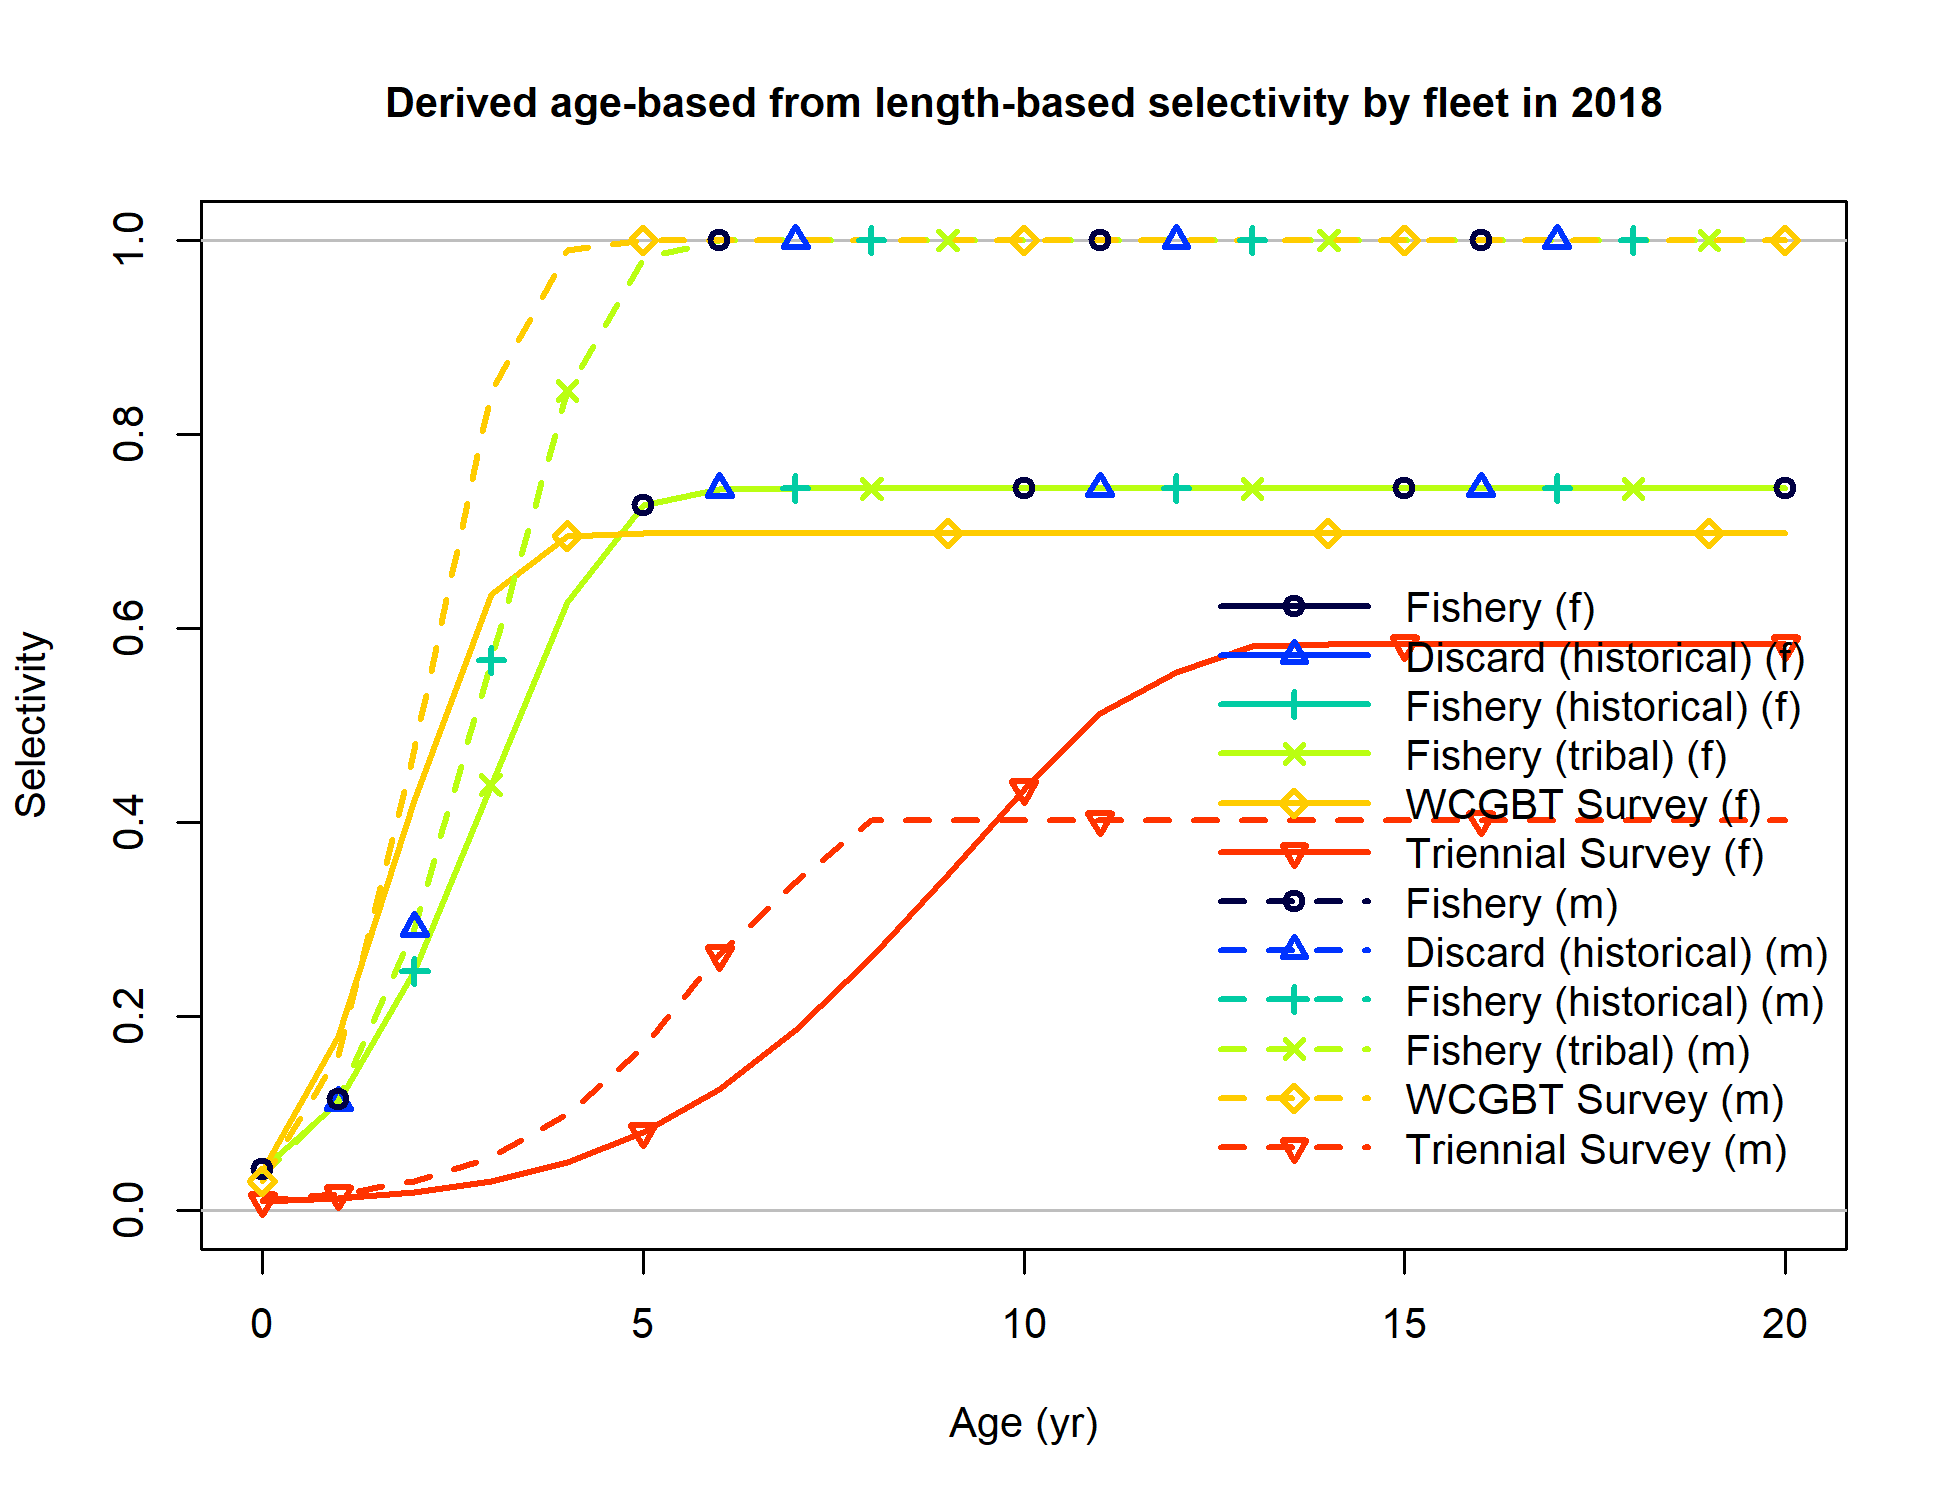 Derived age-based from length-based selectivity by fleet in 2018
Selectivity
1.0
0.8
0.6
0.4
0.2
0.0
Fishery (f)
Discard (historical) (f)
Fishery (historical) (f)
Fishery (tribal) (f)
WCGBT Survey (f)
Triennial Survey (f)
Fishery (m)
Discard (historical) (m)
Fishery (historical) (m)
Fishery (tribal) (m)
WCGBT Survey (m)
Triennial Survey (m)
0 5 10 15 20
Age (yr)